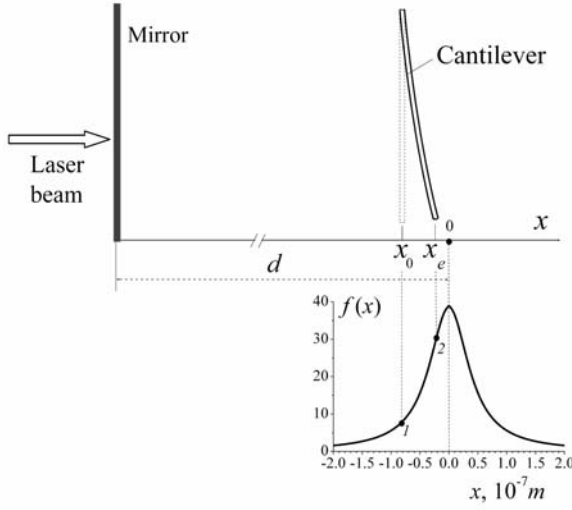 Mirror
Cantilever
Laser
beam
0
x
x₀
xₑ
d
f(x)
40
30
20
10
0
1
2
-2.0 -1.5 -1.0 -0.5 0.0 0.5 1.0 1.5 2.0
x, 10⁻⁷m